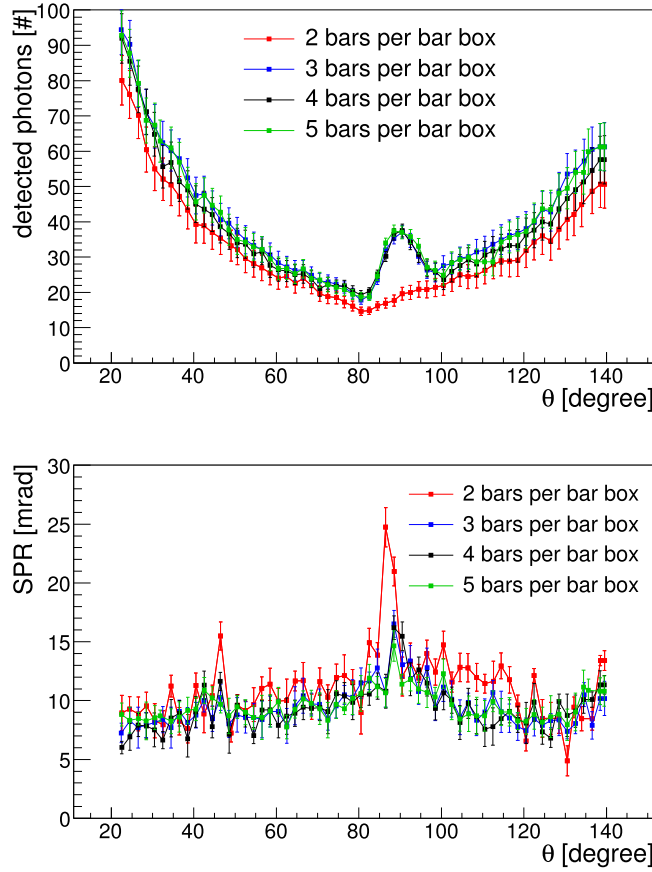 detected photons [#]
100
90
80
70
60
50
40
30
20
10
0
2 bars per bar box
3 bars per bar box
4 bars per bar box
5 bars per bar box
20 40 60 80 100 120 140
θ [degree]
SPR [mrad]
30
25
20
15
10
5
0
2 bars per bar box
3 bars per bar box
4 bars per bar box
5 bars per bar box
20 40 60 80 100 120 140
θ [degree]